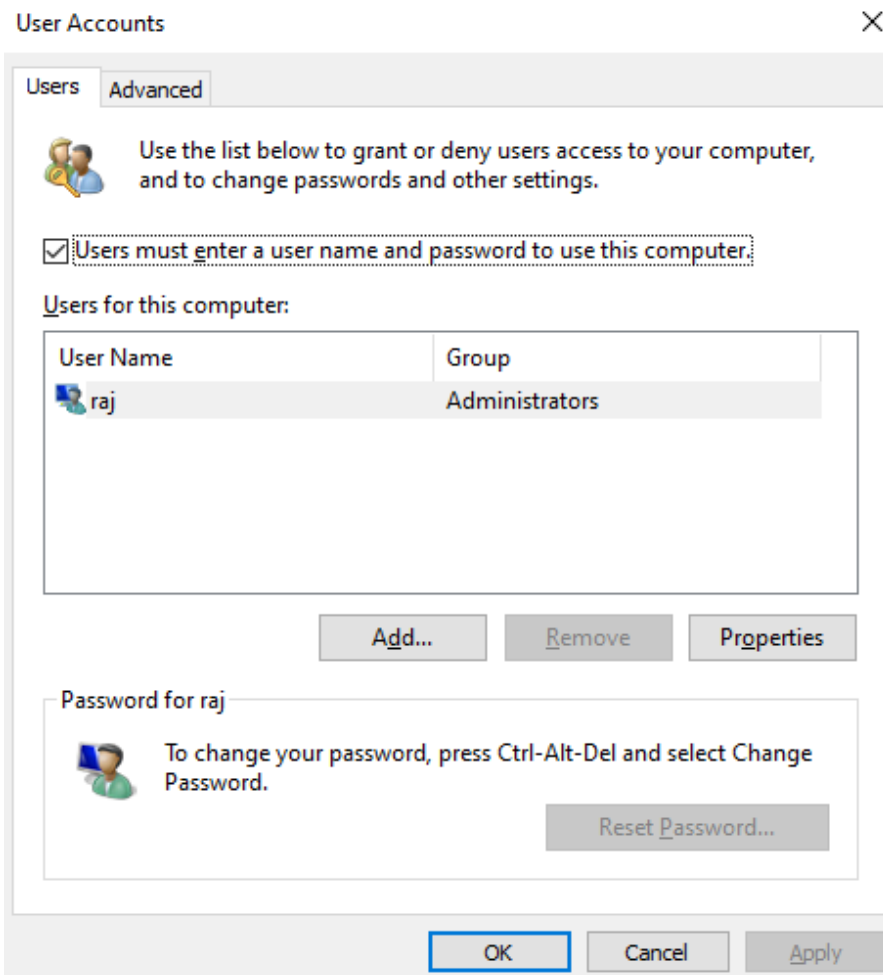 User Accounts
Users
Advanced
Use the list below to grant or deny users access to your computer,
and to change passwords and other settings.
Users must enter a user name and password to use this computer.
Users for this computer:
User Name Group
raj Administrators
Add... Remove Properties
Password for raj
To change your password, press Ctrl-Alt-Del and select Change
Password.
Reset Password...
OK Cancel Apply